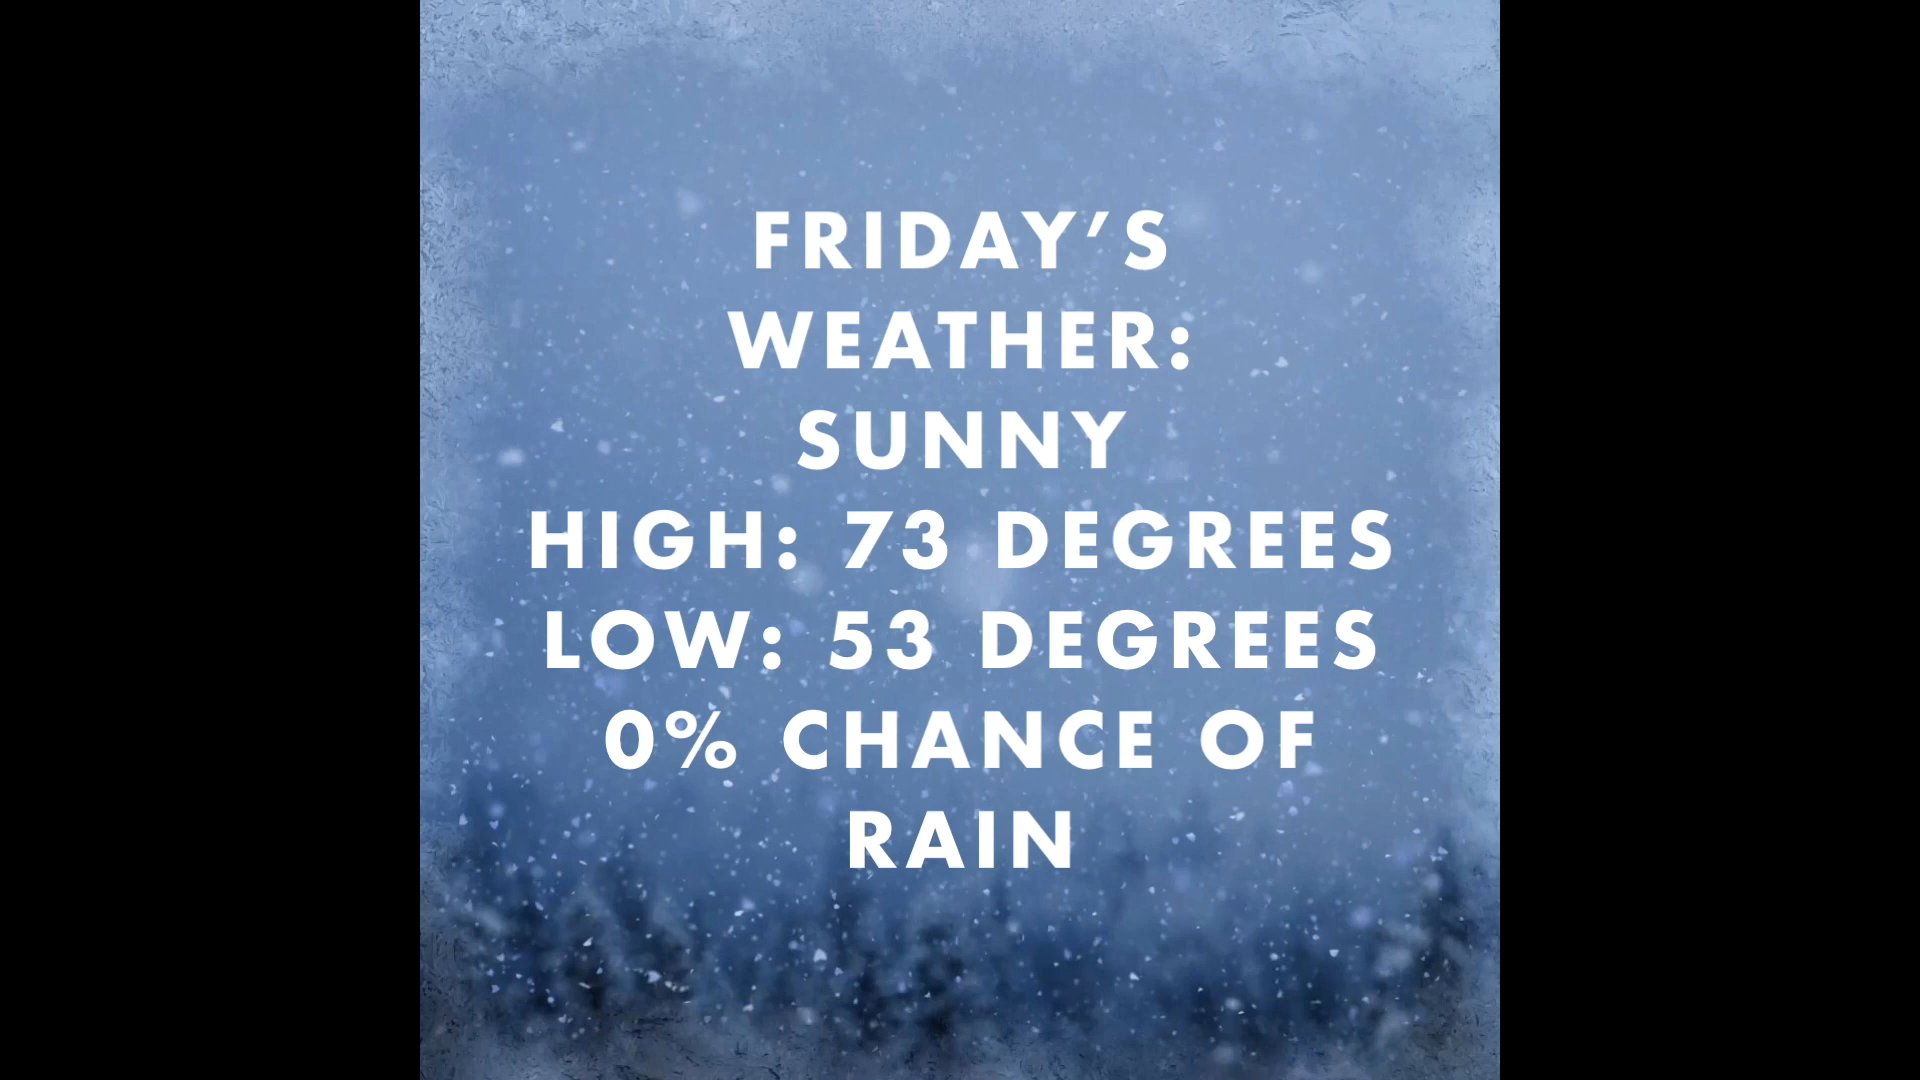 FRIDAY’S
WEATHER:
SUNNY
HIGH: 73 DEGREES
LOW: 53 DEGREES
0% CHANCE OF
RAIN